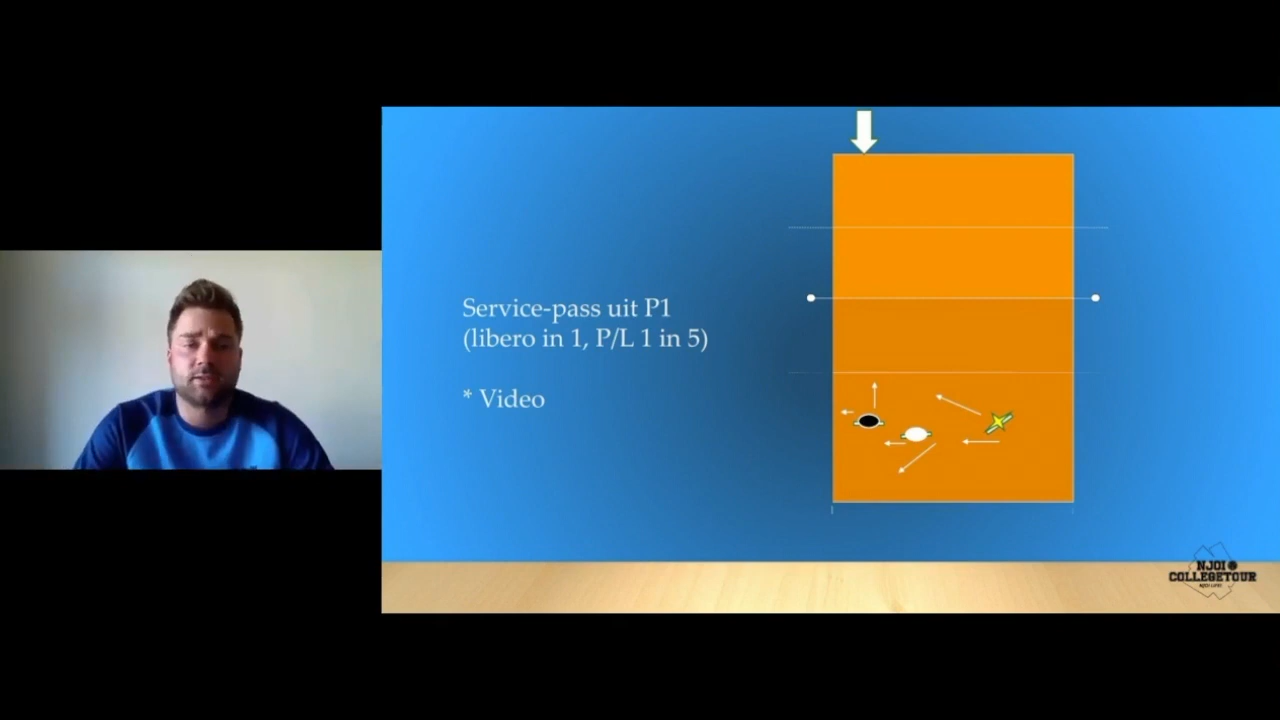 Service-pass uit P1
(libero in 1, P/L 1 in 5)
* Video
NJOI
COLLEGETOUR